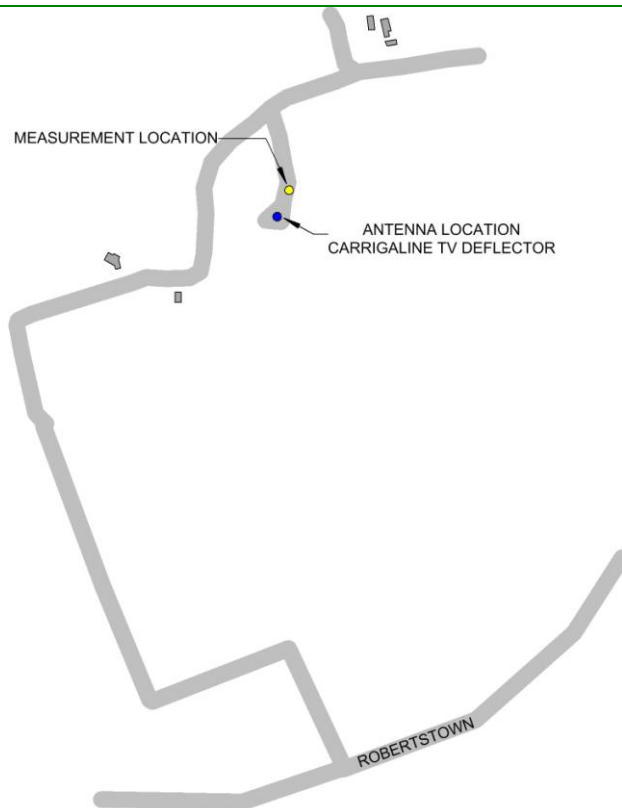 MEASUREMENT LOCATION
ANTENNA LOCATION
CARRIGALINE TV DEFLECTOR
ROBERTSTOWN